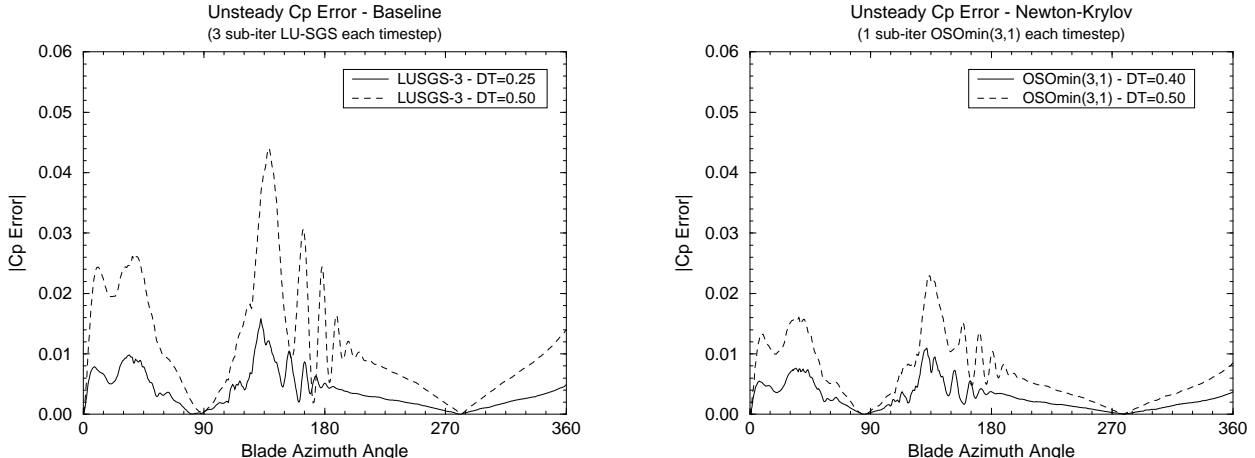 Unsteady Cp Error - Baseline
(3 sub-iter LU-SGS each timestep)
0.06
0.05
0.04
0.03
0.02
0.01
0.00
|Cp Error|
LUSGS-3 - DT=0.25
LUSGS-3 - DT=0.50
0 90 180 270 360
Blade Azimuth Angle
Unsteady Cp Error - Newton-Krylov
(1 sub-iter OSOmin(3,1) each timestep)
0.06
0.05
0.04
0.03
0.02
0.01
0.00
|Cp Error|
OSOmin(3,1) - DT=0.40
OSOmin(3,1) - DT=0.50
0 90 180 270 360
Blade Azimuth Angle